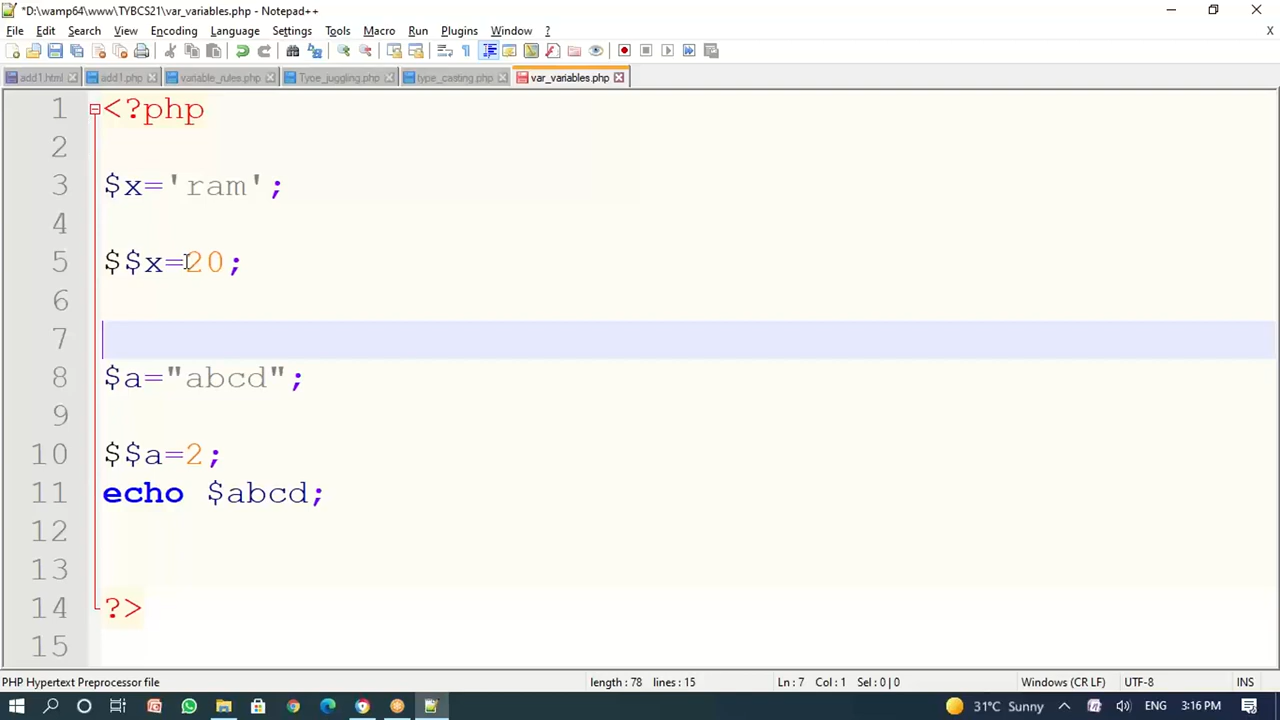 *D:\wamp64\www\TYBCS21\var_variables.php - Notepad++
File Edit Search View Encoding Language Settings Tools Macro Run Plugins Window ? X
add1.html add1.php variable_rules.php Type_juggling.php type_casting.php var_variables.php
1 <?php
2
3 $x='ram';
4
5 $$x=20;
6
7
8 $a="abcd";
9
10 $$a=2;
11 echo $abcd;
12
13
14 ?>
15
PHP Hypertext Preprocessor file length : 78 lines : 15 Ln : 7 Col : 1 Sel : 0 | 0 Windows (CR LF) UTF-8 INS
31°C Sunny ENG 3:16 PM